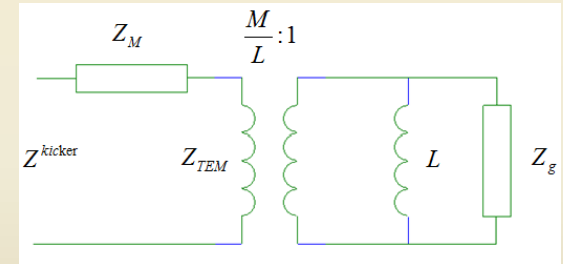 Z_M
M/L :1
Z^kicker
Z_TEM
L
Z_g